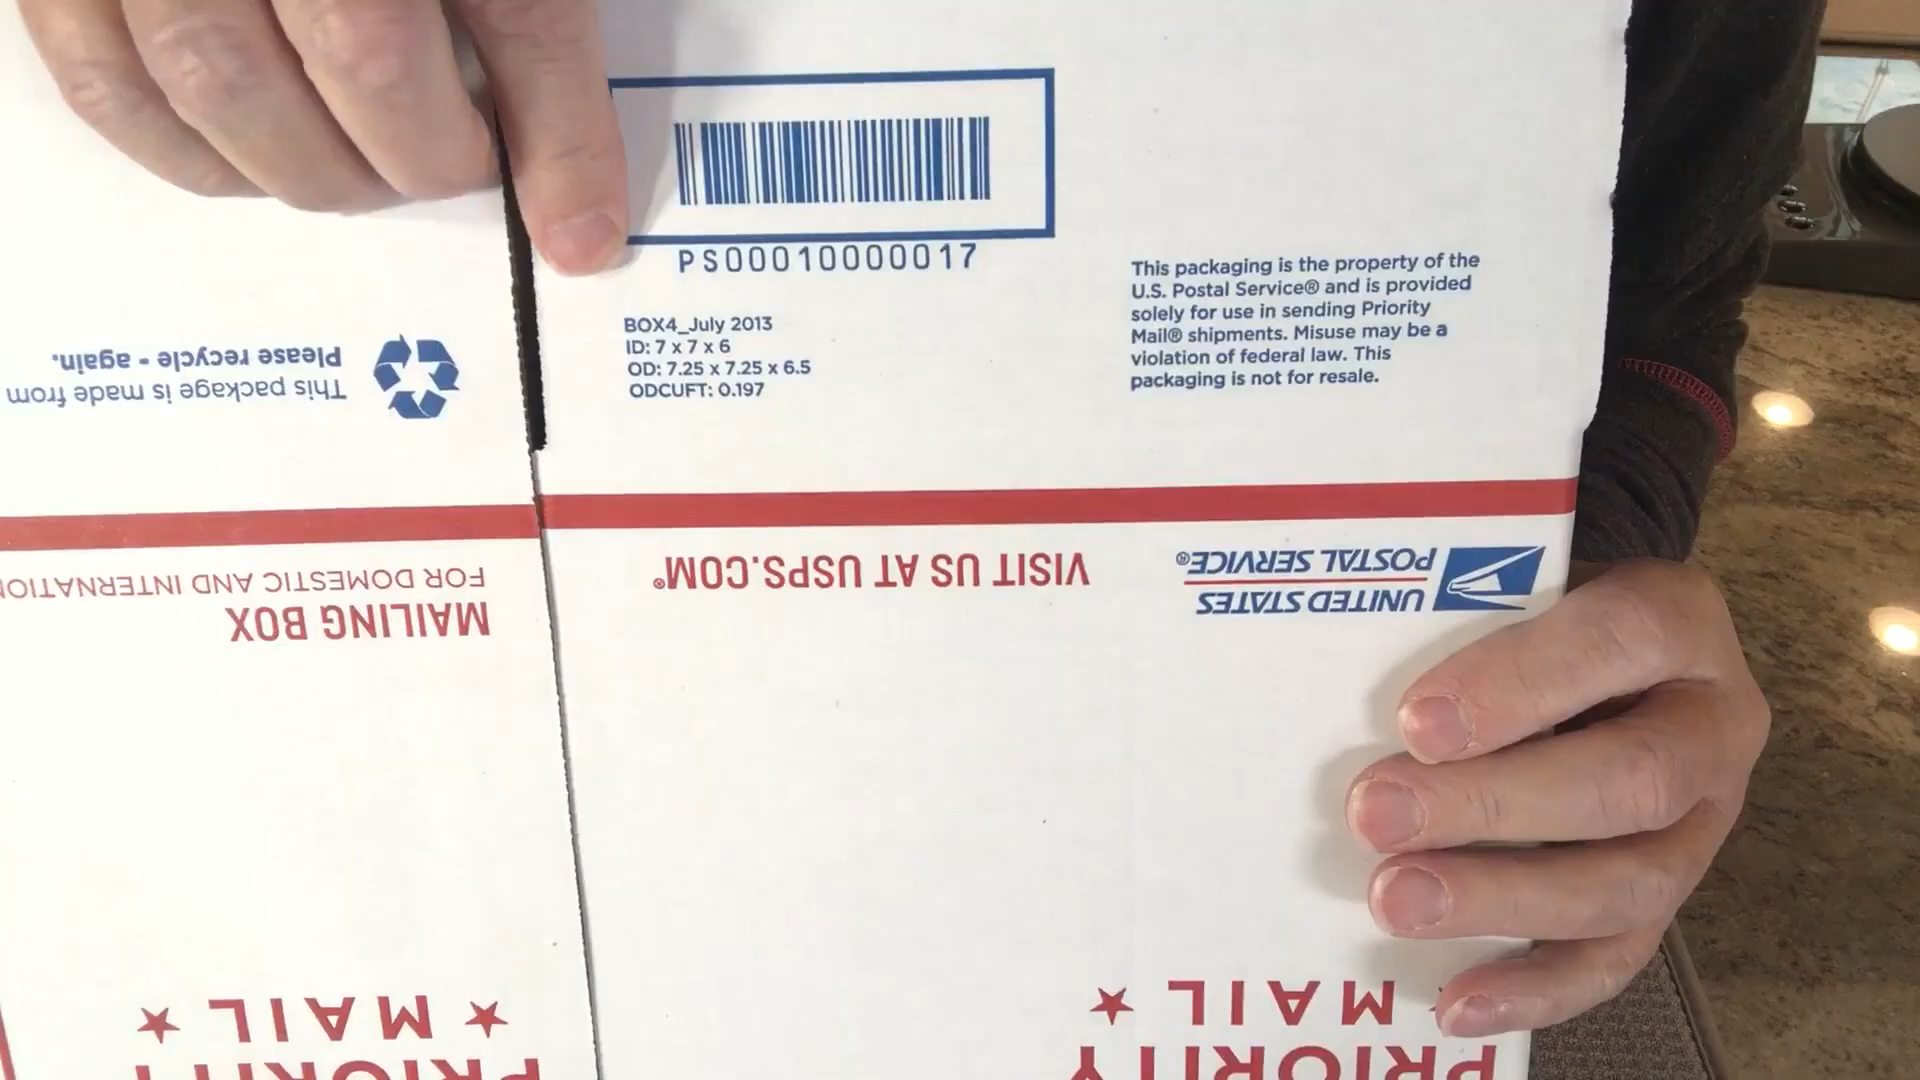 PS00010000017
BOX4_July 2013
ID: 7 x 7 x 6
OD: 7.25 x 7.25 x 6.5
ODCUFT: 0.197
This packaging is the property of the
U.S. Postal Service® and is provided
solely for use in sending Priority
Mail® shipments. Misuse may be a
violation of federal law. This
packaging is not for resale.
This package is made from
Please recycle - again.
UNITED STATES
POSTAL SERVICE®
VISIT US AT USPS.COM®
MAILING BOX
FOR DOMESTIC AND
PRIORITY
★ MAIL ★
PRIORITY
★ MAIL ★